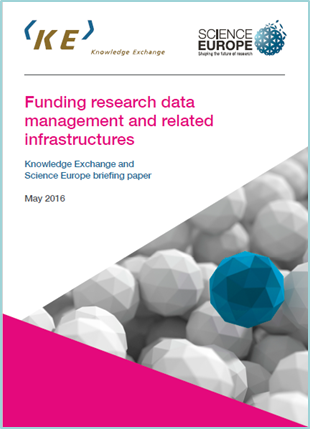 KE
Knowledge Exchange
SCIENCE
EUROPE
Shaping the future of research
Funding research data
management and related
infrastructures
Knowledge Exchange and
Science Europe briefing paper
May 2016